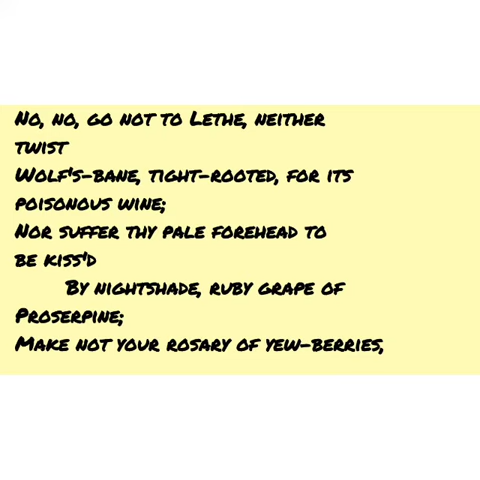 No, no, go not to Lethe, neither
twist
Wolf's-bane, tight-rooted, for its
poisonous wine;
Nor suffer thy pale forehead to
be kiss'd
By nightshade, ruby grape of
Proserpine;
Make not your rosary of yew-berries,